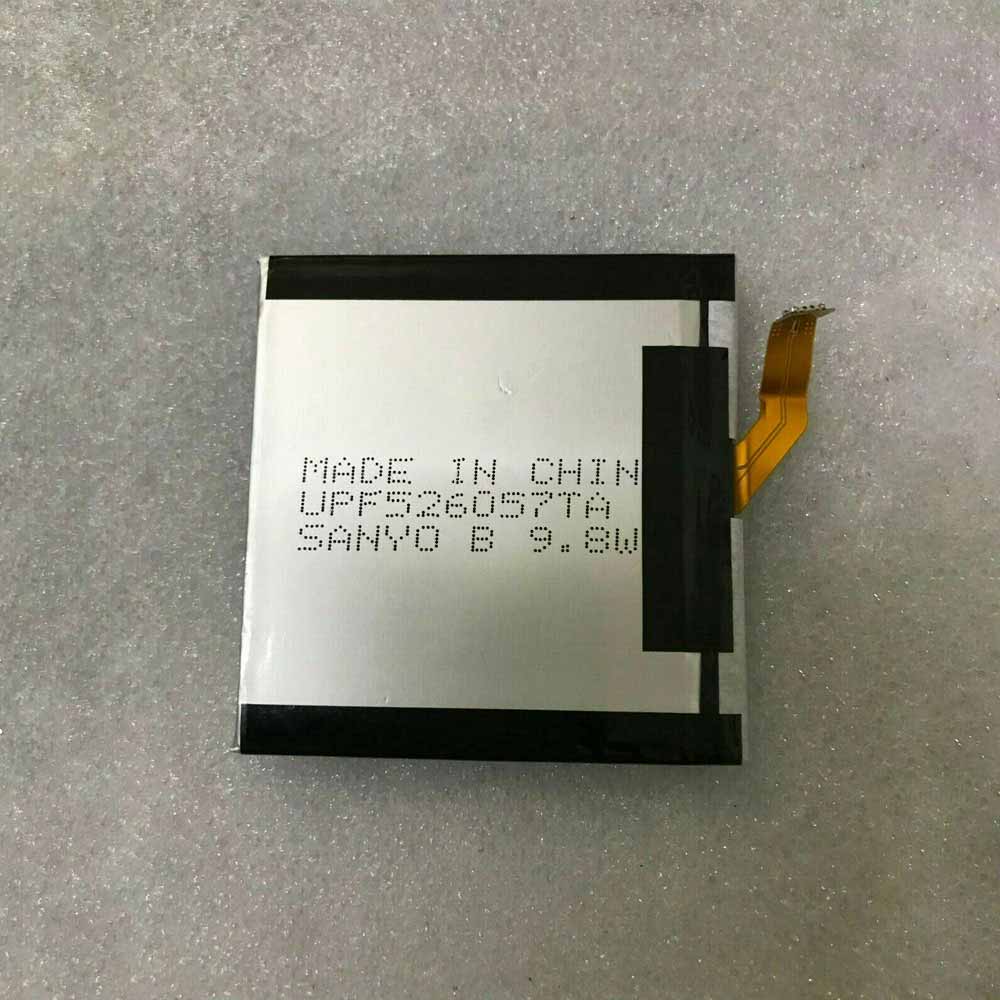 MADE IN CHIN
UPF526057TA
SANYO B 9.8W